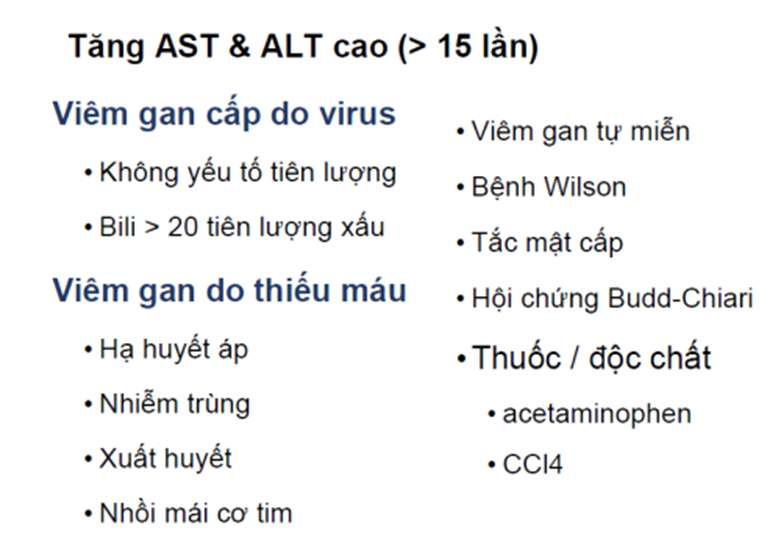 Tăng AST & ALT cao (> 15 lần)
Viêm gan cấp do virus
• Không yếu tố tiên lượng
• Bili > 20 tiên lượng xấu
Viêm gan do thiếu máu
• Hạ huyết áp
• Nhiễm trùng
• Xuất huyết
• Nhồi mái cơ tim
• Viêm gan tự miễn
• Bệnh Wilson
• Tắc mật cấp
• Hội chứng Budd-Chiari
• Thuốc / độc chất
• acetaminophen
• CCl4